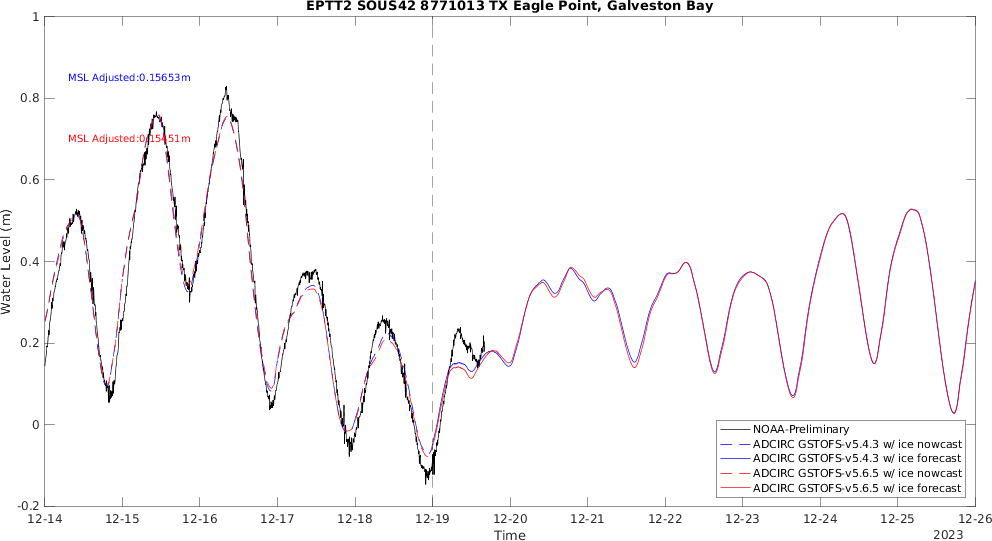 EPTT2 SOUS42 8771013 TX Eagle Point, Galveston Bay
MSL Adjusted:0.15653m
MSL Adjusted:0.15451m
Water Level (m)
1
0.8
0.6
0.4
0.2
0
-0.2
12-14 12-15 12-16 12-17 12-18 12-19 12-20 12-21 12-22 12-23 12-24 12-25 12-26
Time
2023
NOAA-Preliminary
ADCIRC GSTOFS-v5.4.3 w/ ice nowcast
ADCIRC GSTOFS-v5.4.3 w/ ice forecast
ADCIRC GSTOFS-v5.6.5 w/ ice nowcast
ADCIRC GSTOFS-v5.6.5 w/ ice forecast